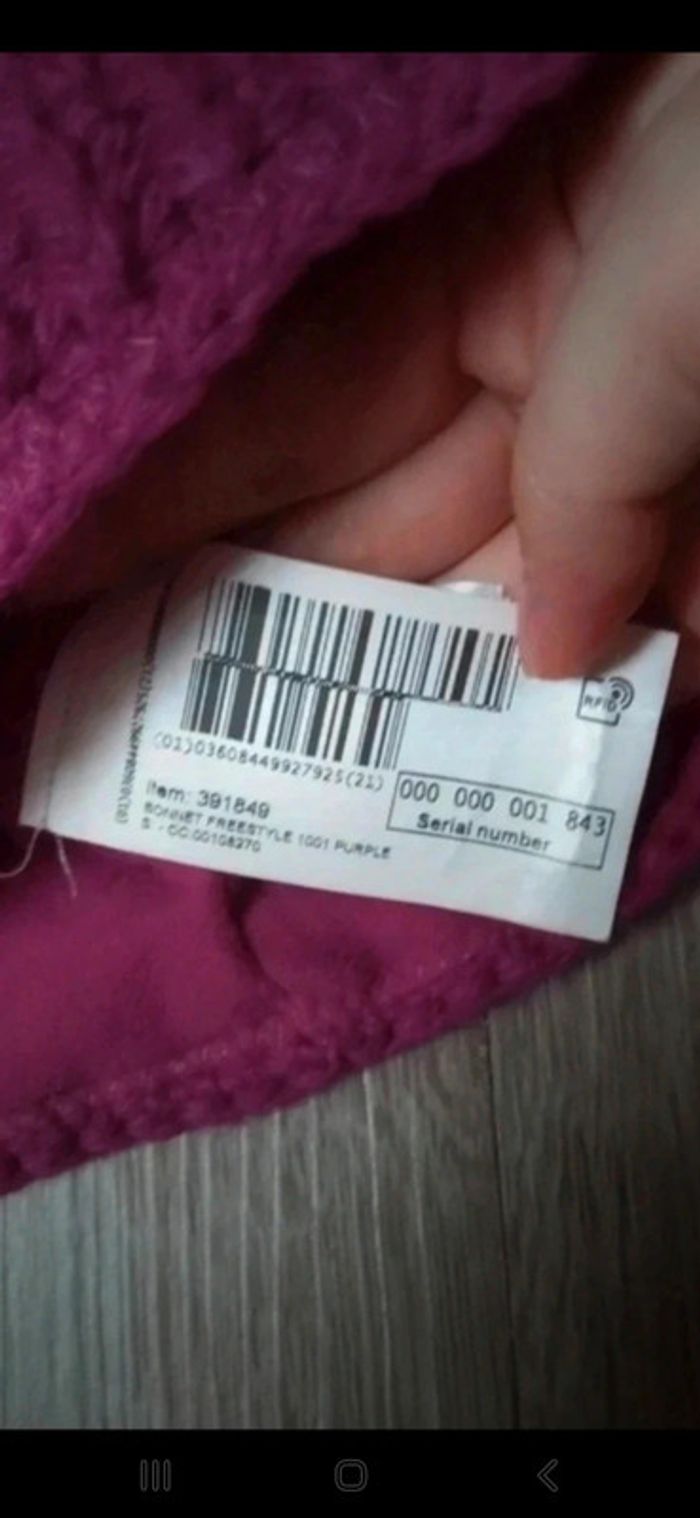 (01)03608449927925(21)
000 000 001 843
Serial number
Item: 391849
BONNET FREESTYLE 1001 PURPLE
S - CC.00108270
RFID